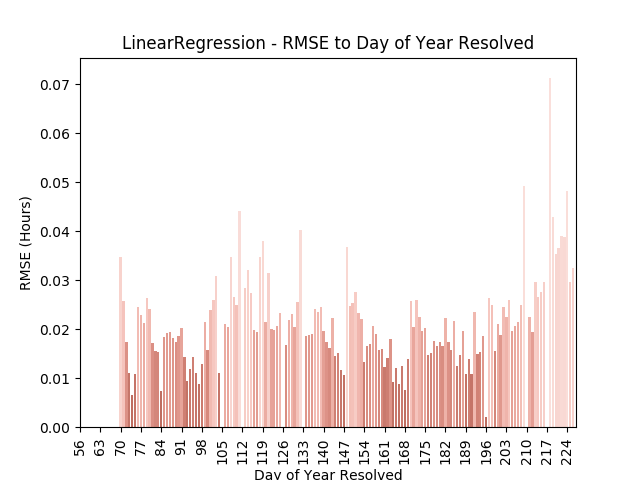 LinearRegression - RMSE to Day of Year Resolved
RMSE (Hours)
0.07
0.06
0.05
0.04
0.03
0.02
0.01
0.00
56 63 70 77 84 91 98 105 112 119 126 133 140 147 154 161 168 175 182 189 196 203 210 217 224
Day of Year Resolved